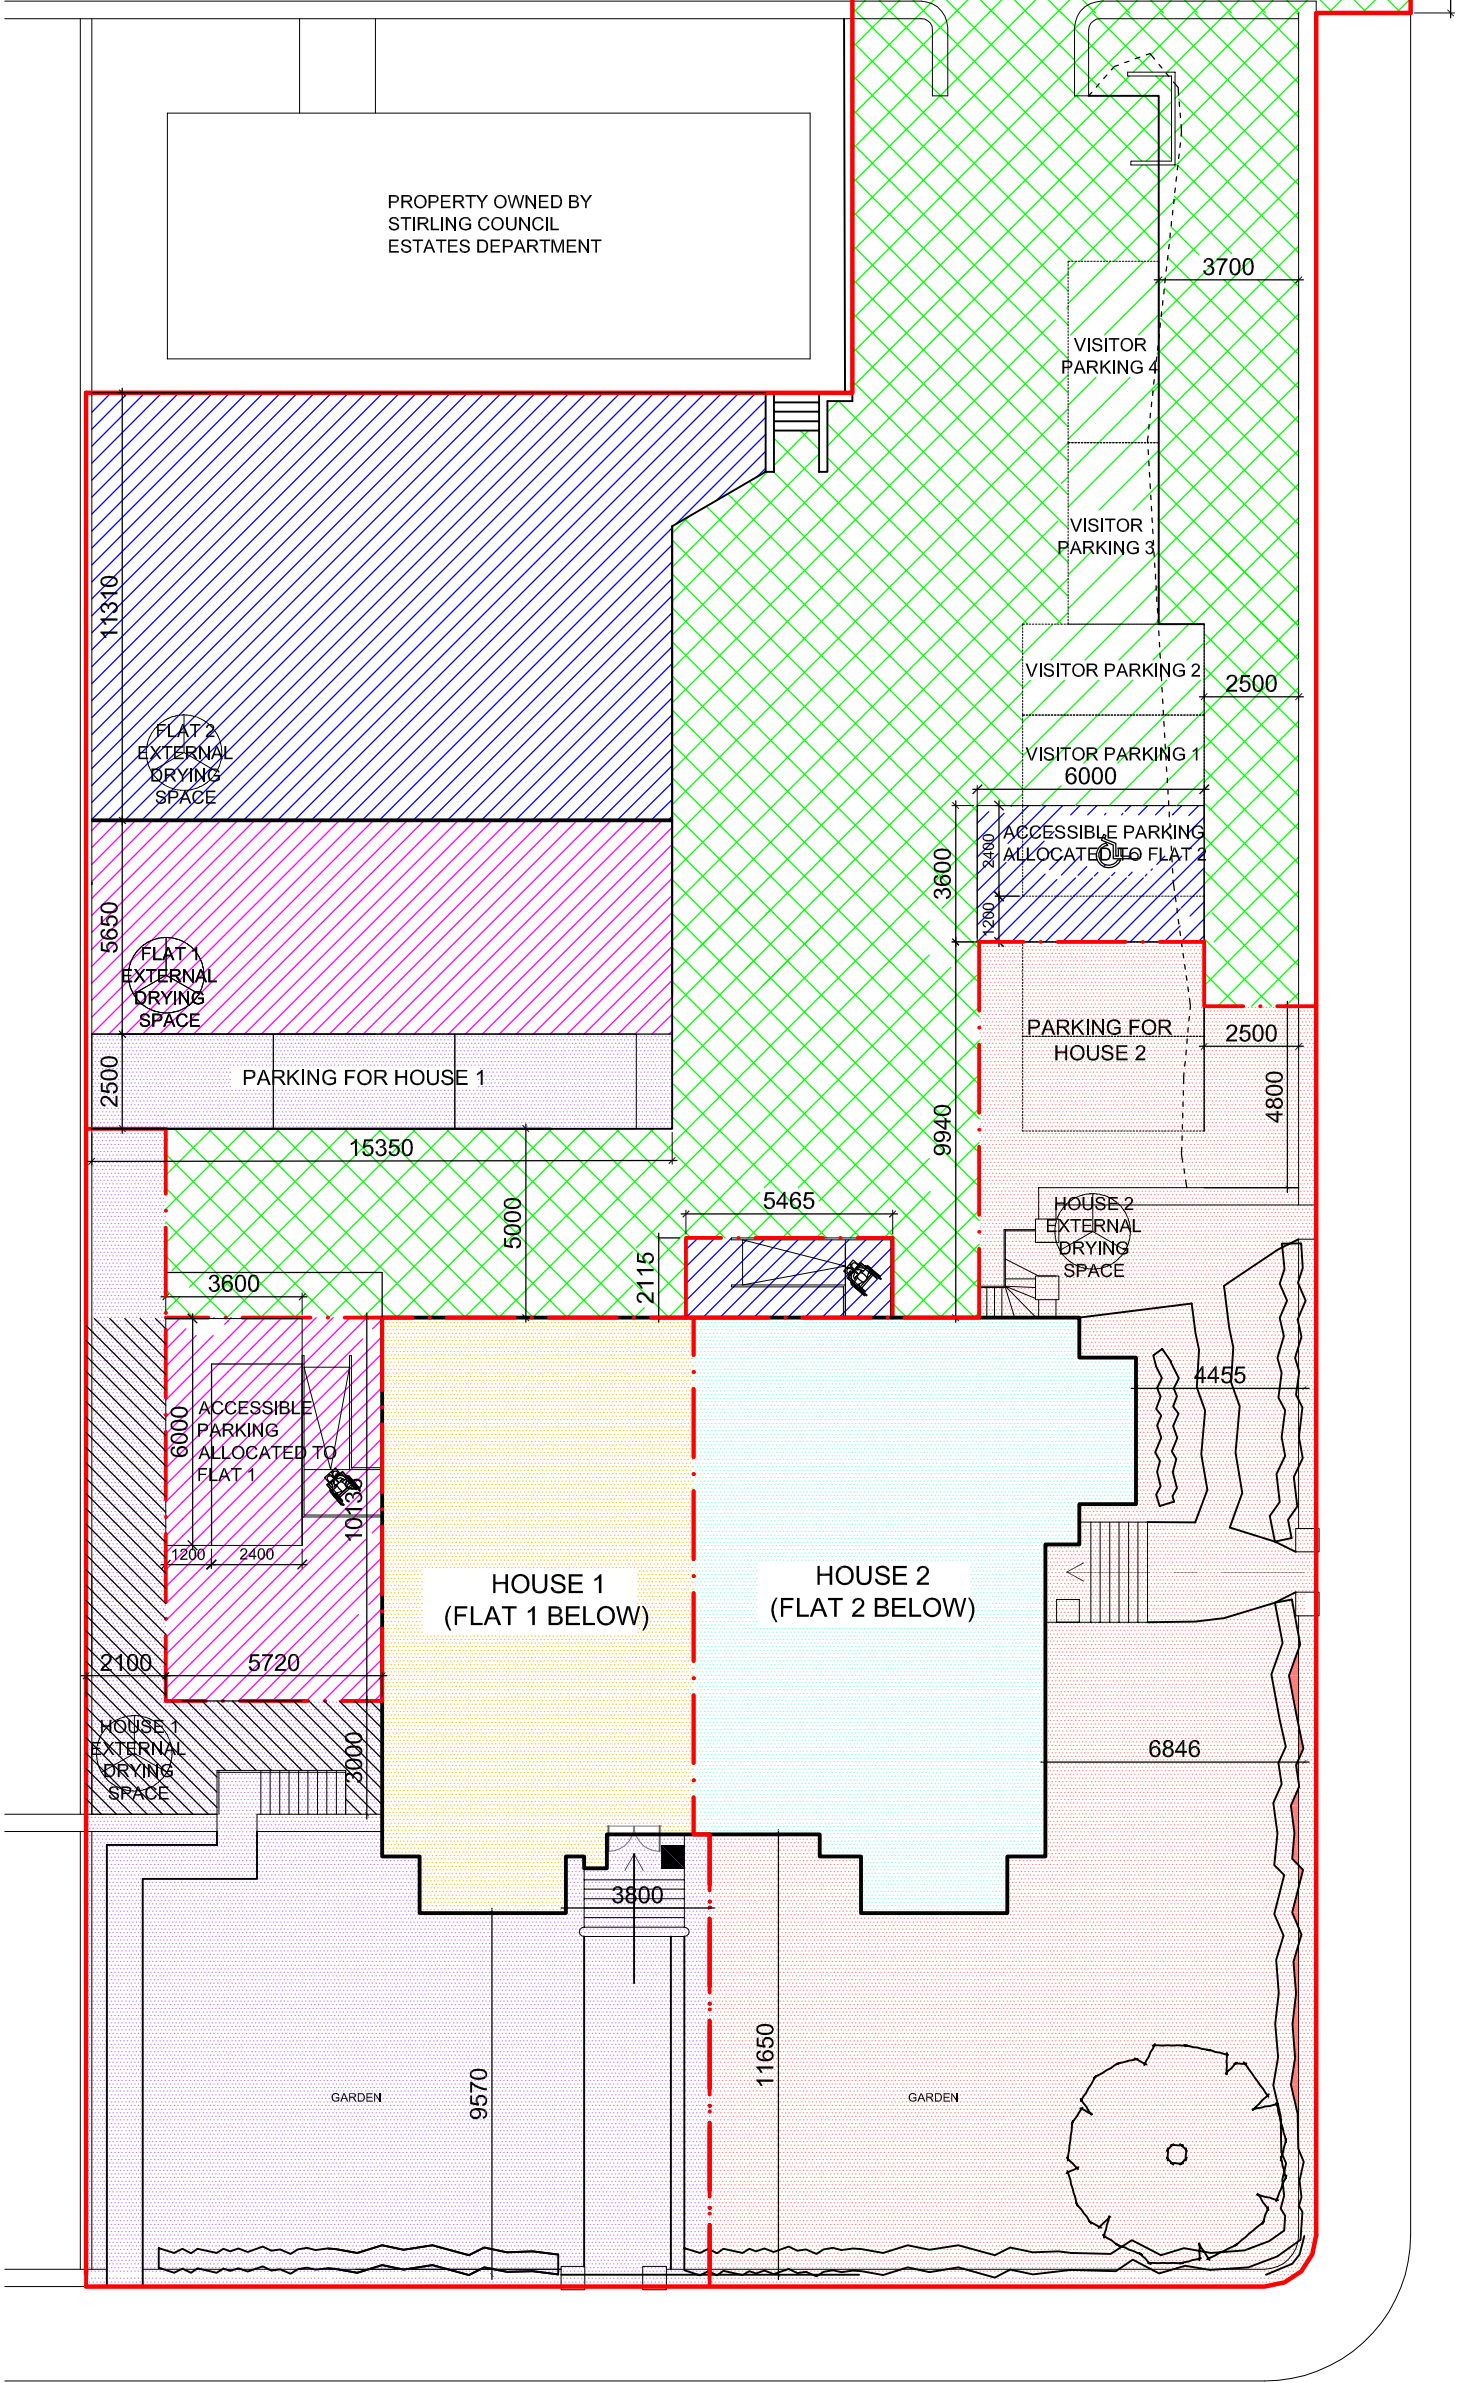 PROPERTY OWNED BY
STIRLING COUNCIL
ESTATES DEPARTMENT
3700
VISITOR
PARKING 4
VISITOR
PARKING 3
11310
VISITOR PARKING 2
2500
FLAT 2
EXTERNAL
DRYING
SPACE
VISITOR PARKING 1
6000
ACCESSIBLE PARKING
ALLOCATED TO FLAT 2
2400
3600
1200
5650
FLAT 1
EXTERNAL
DRYING
SPACE
PARKING FOR
HOUSE 2
2500
2500
PARKING FOR HOUSE 1
4800
9940
15350
5000
5465
HOUSE 2
EXTERNAL
DRYING
SPACE
2115
3600
4455
ACCESSIBLE
PARKING
ALLOCATED TO
FLAT 1
6000
1200
2400
HOUSE 1
(FLAT 1 BELOW)
HOUSE 2
(FLAT 2 BELOW)
2100
5720
HOUSE 1
EXTERNAL
DRYING
SPACE
3000
6846
3800
11650
9570
GARDEN
GARDEN